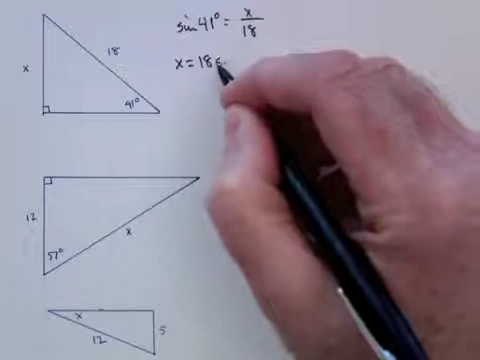 sin 41° = x/18
x
18
x = 18
41°
12
57°
x
x
12
5